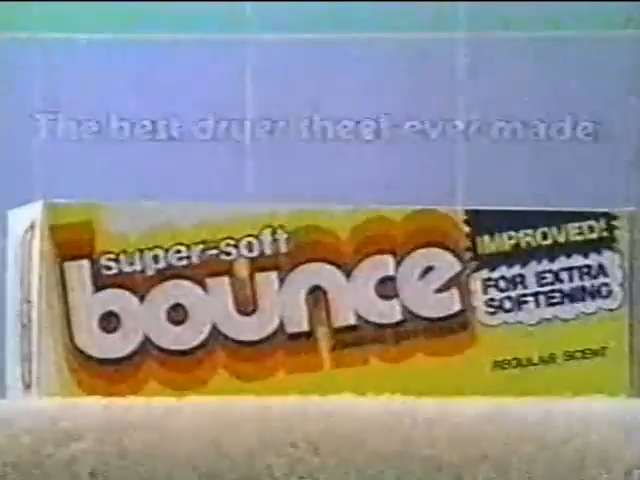 The best dryer sheet ever made
super-soft
bounce
IMPROVED!
FOR EXTRA
SOFTENING
REGULAR SCENT